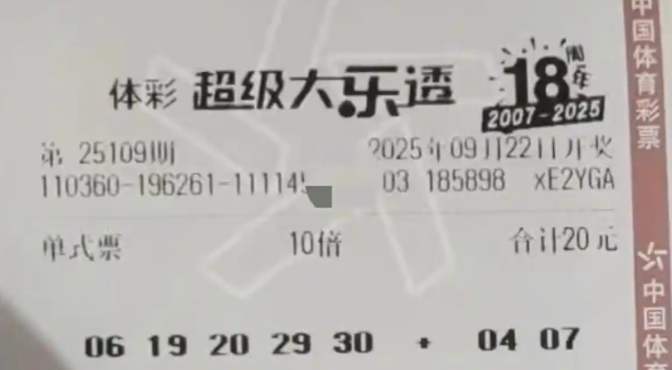 体彩 超级大乐透 18周年
2007-2025
第 25109期 2025年09月22日开奖
110360-196261-111145 03 185898 xE2YGA
单式票 10倍 合计20元
06 19 20 29 30 + 04 07
中国体育彩票
中国体育